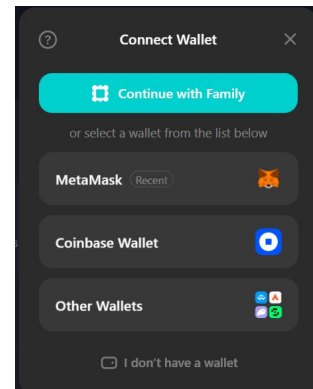 Connect Wallet
Continue with Family
or select a wallet from the list below
MetaMask Recent
Coinbase Wallet
Other Wallets
I don't have a wallet